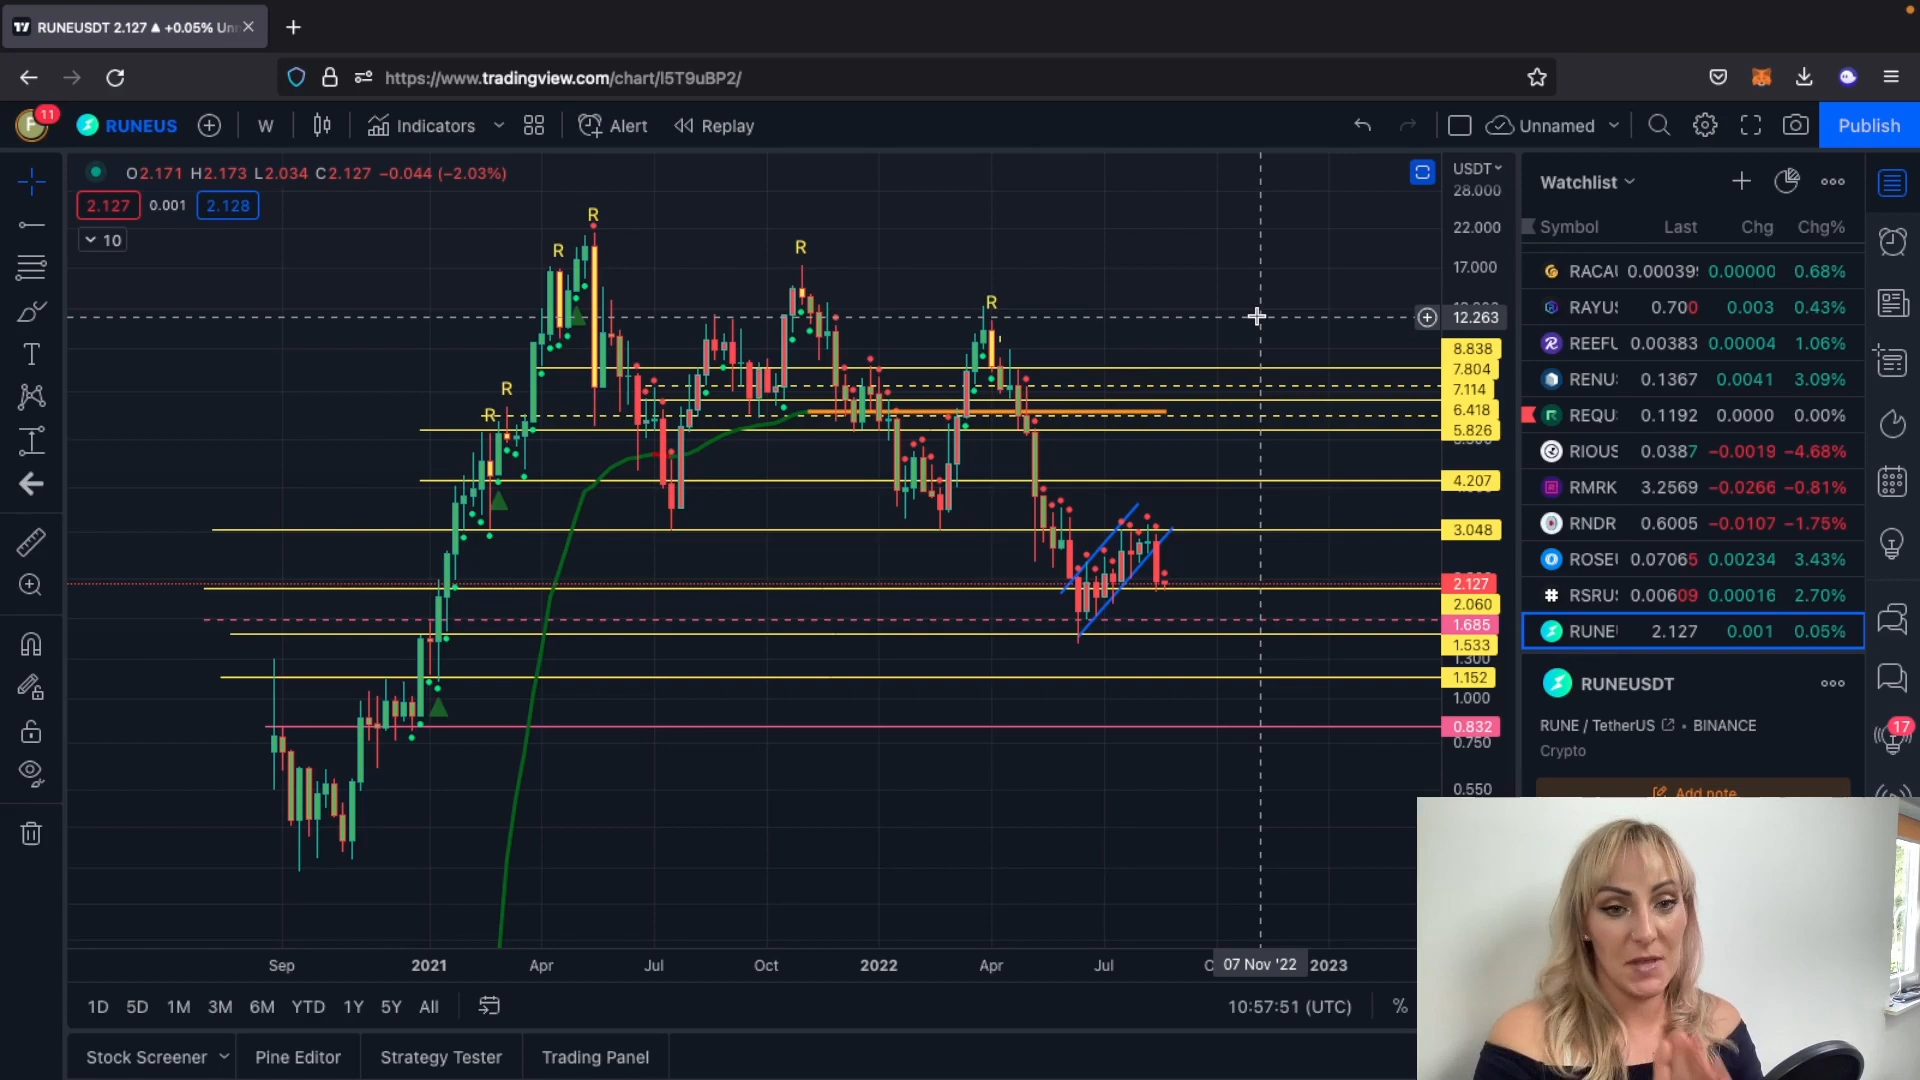 RUNEUSDT 2.127 ▲ +0.05% Un
https://www.tradingview.com/chart/I5T9uBP2/
11
RUNEUS
W
Indicators
Alert
Replay
Unnamed
Publish
O2.171 H2.173 L2.034 C2.127 −0.044 (−2.03%)
2.127 0.001 2.128
10
R
R
R
R
R
R
USDT
28.000
22.000
17.000
12.263
8.838
7.804
7.114
6.418
5.826
4.207
3.048
2.127
2.060
1.685
1.533
1.300
1.152
1.000
0.832
0.750
0.550
Sep 2021 Apr Jul Oct 2022 Apr Jul 07 Nov '22 2023
1D 5D 1M 3M 6M YTD 1Y 5Y All
10:57:51 (UTC) %
Stock Screener Pine Editor Strategy Tester Trading Panel
Watchlist
Symbol Last Chg Chg%
RACAI 0.000399 0.00000 0.68%
RAYUS 0.700 0.003 0.43%
REEFU 0.00383 0.00004 1.06%
RENUS 0.1367 0.0041 3.09%
REQU 0.1192 0.0000 0.00%
RIOUS 0.0387 −0.0019 −4.68%
RMRK 3.2569 −0.0266 −0.81%
RNDR 0.6005 −0.0107 −1.75%
ROSEI 0.07065 0.00234 3.43%
RSRUS 0.00609 0.00016 2.70%
RUNE 2.127 0.001 0.05%
RUNEUSDT
RUNE / TetherUS • BINANCE
Crypto
Add note
17